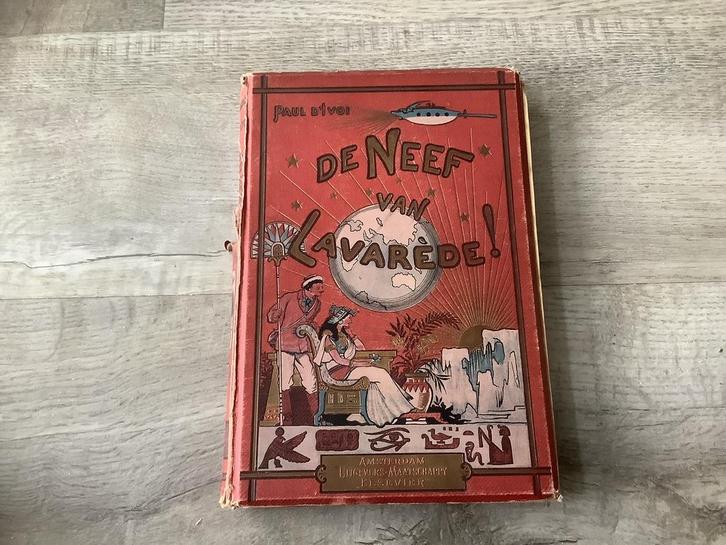 PAUL D'IVOI
DE NEEF
VAN
LAVARÈDE!
AMSTERDAM
UITGEVERS-MAATSCHAPPY
ELSEVIER